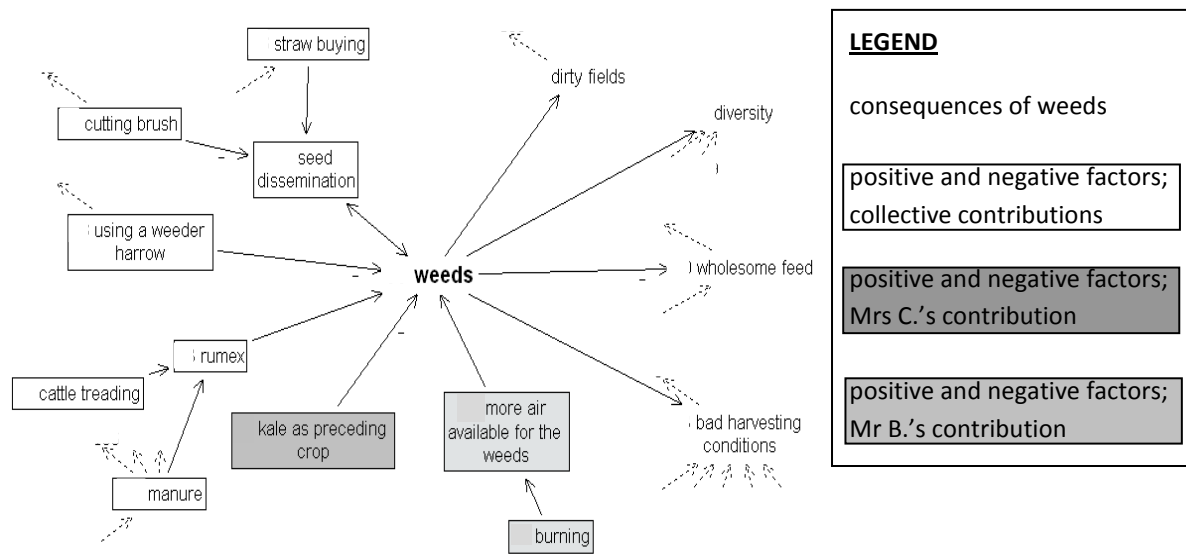 straw buying
dirty fields
cutting brush
diversity
seed
dissemination
using a weeder
harrow
weeds
wholesome feed
rumex
cattle treading
kale as preceding
crop
more air
available for the
weeds
bad harvesting
conditions
manure
burning
LEGEND
consequences of weeds
positive and negative factors;
collective contributions
positive and negative factors;
Mrs C.'s contribution
positive and negative factors;
Mr B.'s contribution